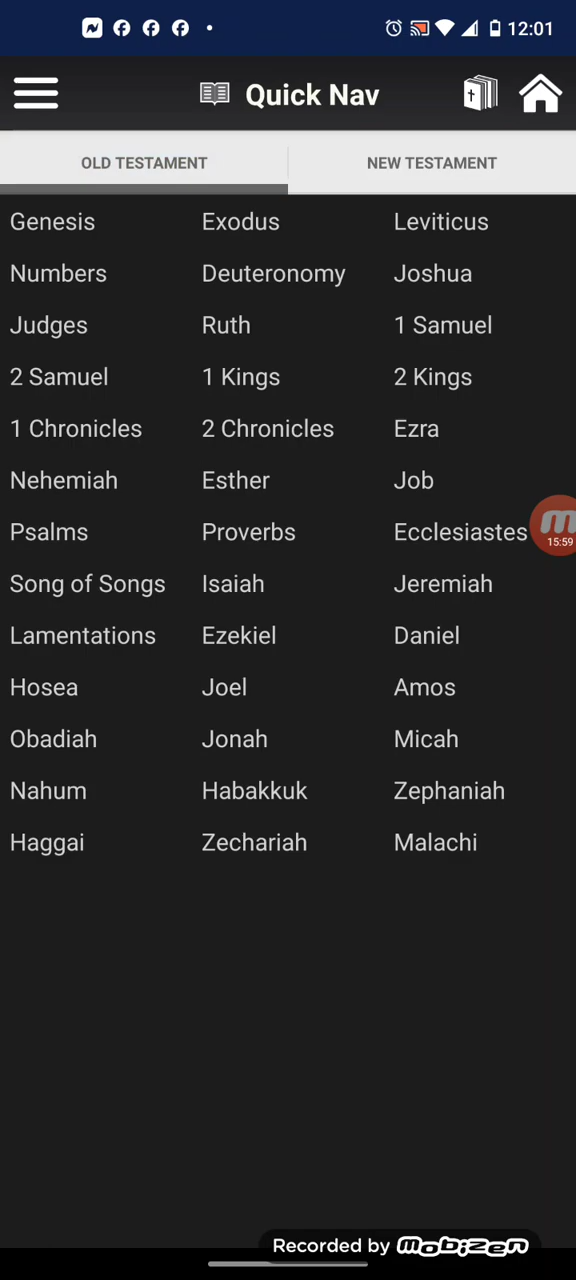 12:01
Quick Nav
OLD TESTAMENT NEW TESTAMENT
Genesis Exodus Leviticus
Numbers Deuteronomy Joshua
Judges Ruth 1 Samuel
2 Samuel 1 Kings 2 Kings
1 Chronicles 2 Chronicles Ezra
Nehemiah Esther Job
Psalms Proverbs Ecclesiastes
15:59
Song of Songs Isaiah Jeremiah
Lamentations Ezekiel Daniel
Hosea Joel Amos
Obadiah Jonah Micah
Nahum Habakkuk Zephaniah
Haggai Zechariah Malachi
Recorded by mobizen